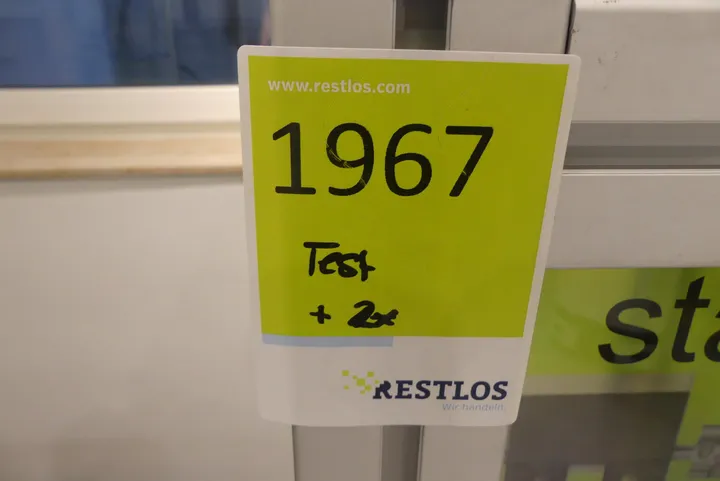 www.restlos.com
1967
Test
+ 2x
RESTLOS
Wir handeln.
sta